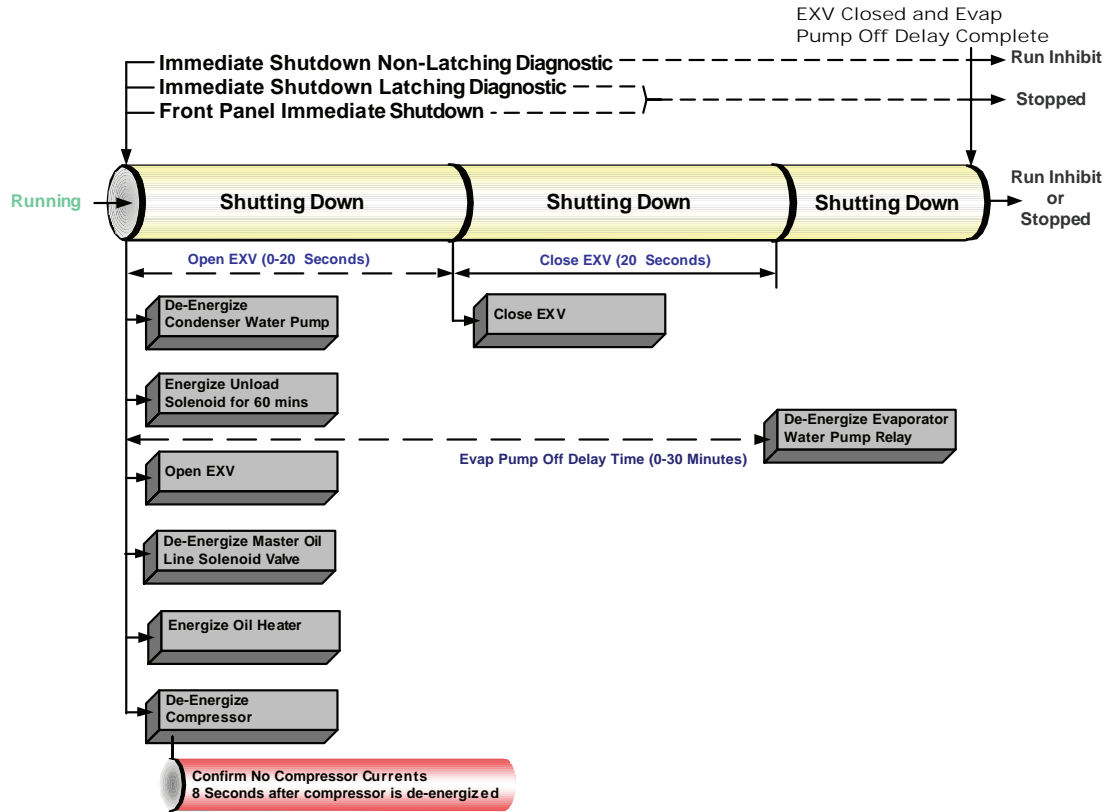 EXV Closed and Evap
Pump Off Delay Complete
Immediate Shutdown Non-Latching Diagnostic
Run Inhibit
Immediate Shutdown Latching Diagnostic
Stopped
Front Panel Immediate Shutdown
Running
Shutting Down
Shutting Down
Shutting Down
Run Inhibit
or
Stopped
Open EXV (0-20 Seconds)
Close EXV (20 Seconds)
De-Energize
Condenser Water Pump
Close EXV
Energize Unload
Solenoid for 60 mins
De-Energize Evaporator
Water Pump Relay
Evap Pump Off Delay Time (0-30 Minutes)
Open EXV
De-Energize Master Oil
Line Solenoid Valve
Energize Oil Heater
De-Energize
Compressor
Confirm No Compressor Currents
8 Seconds after compressor is de-energized